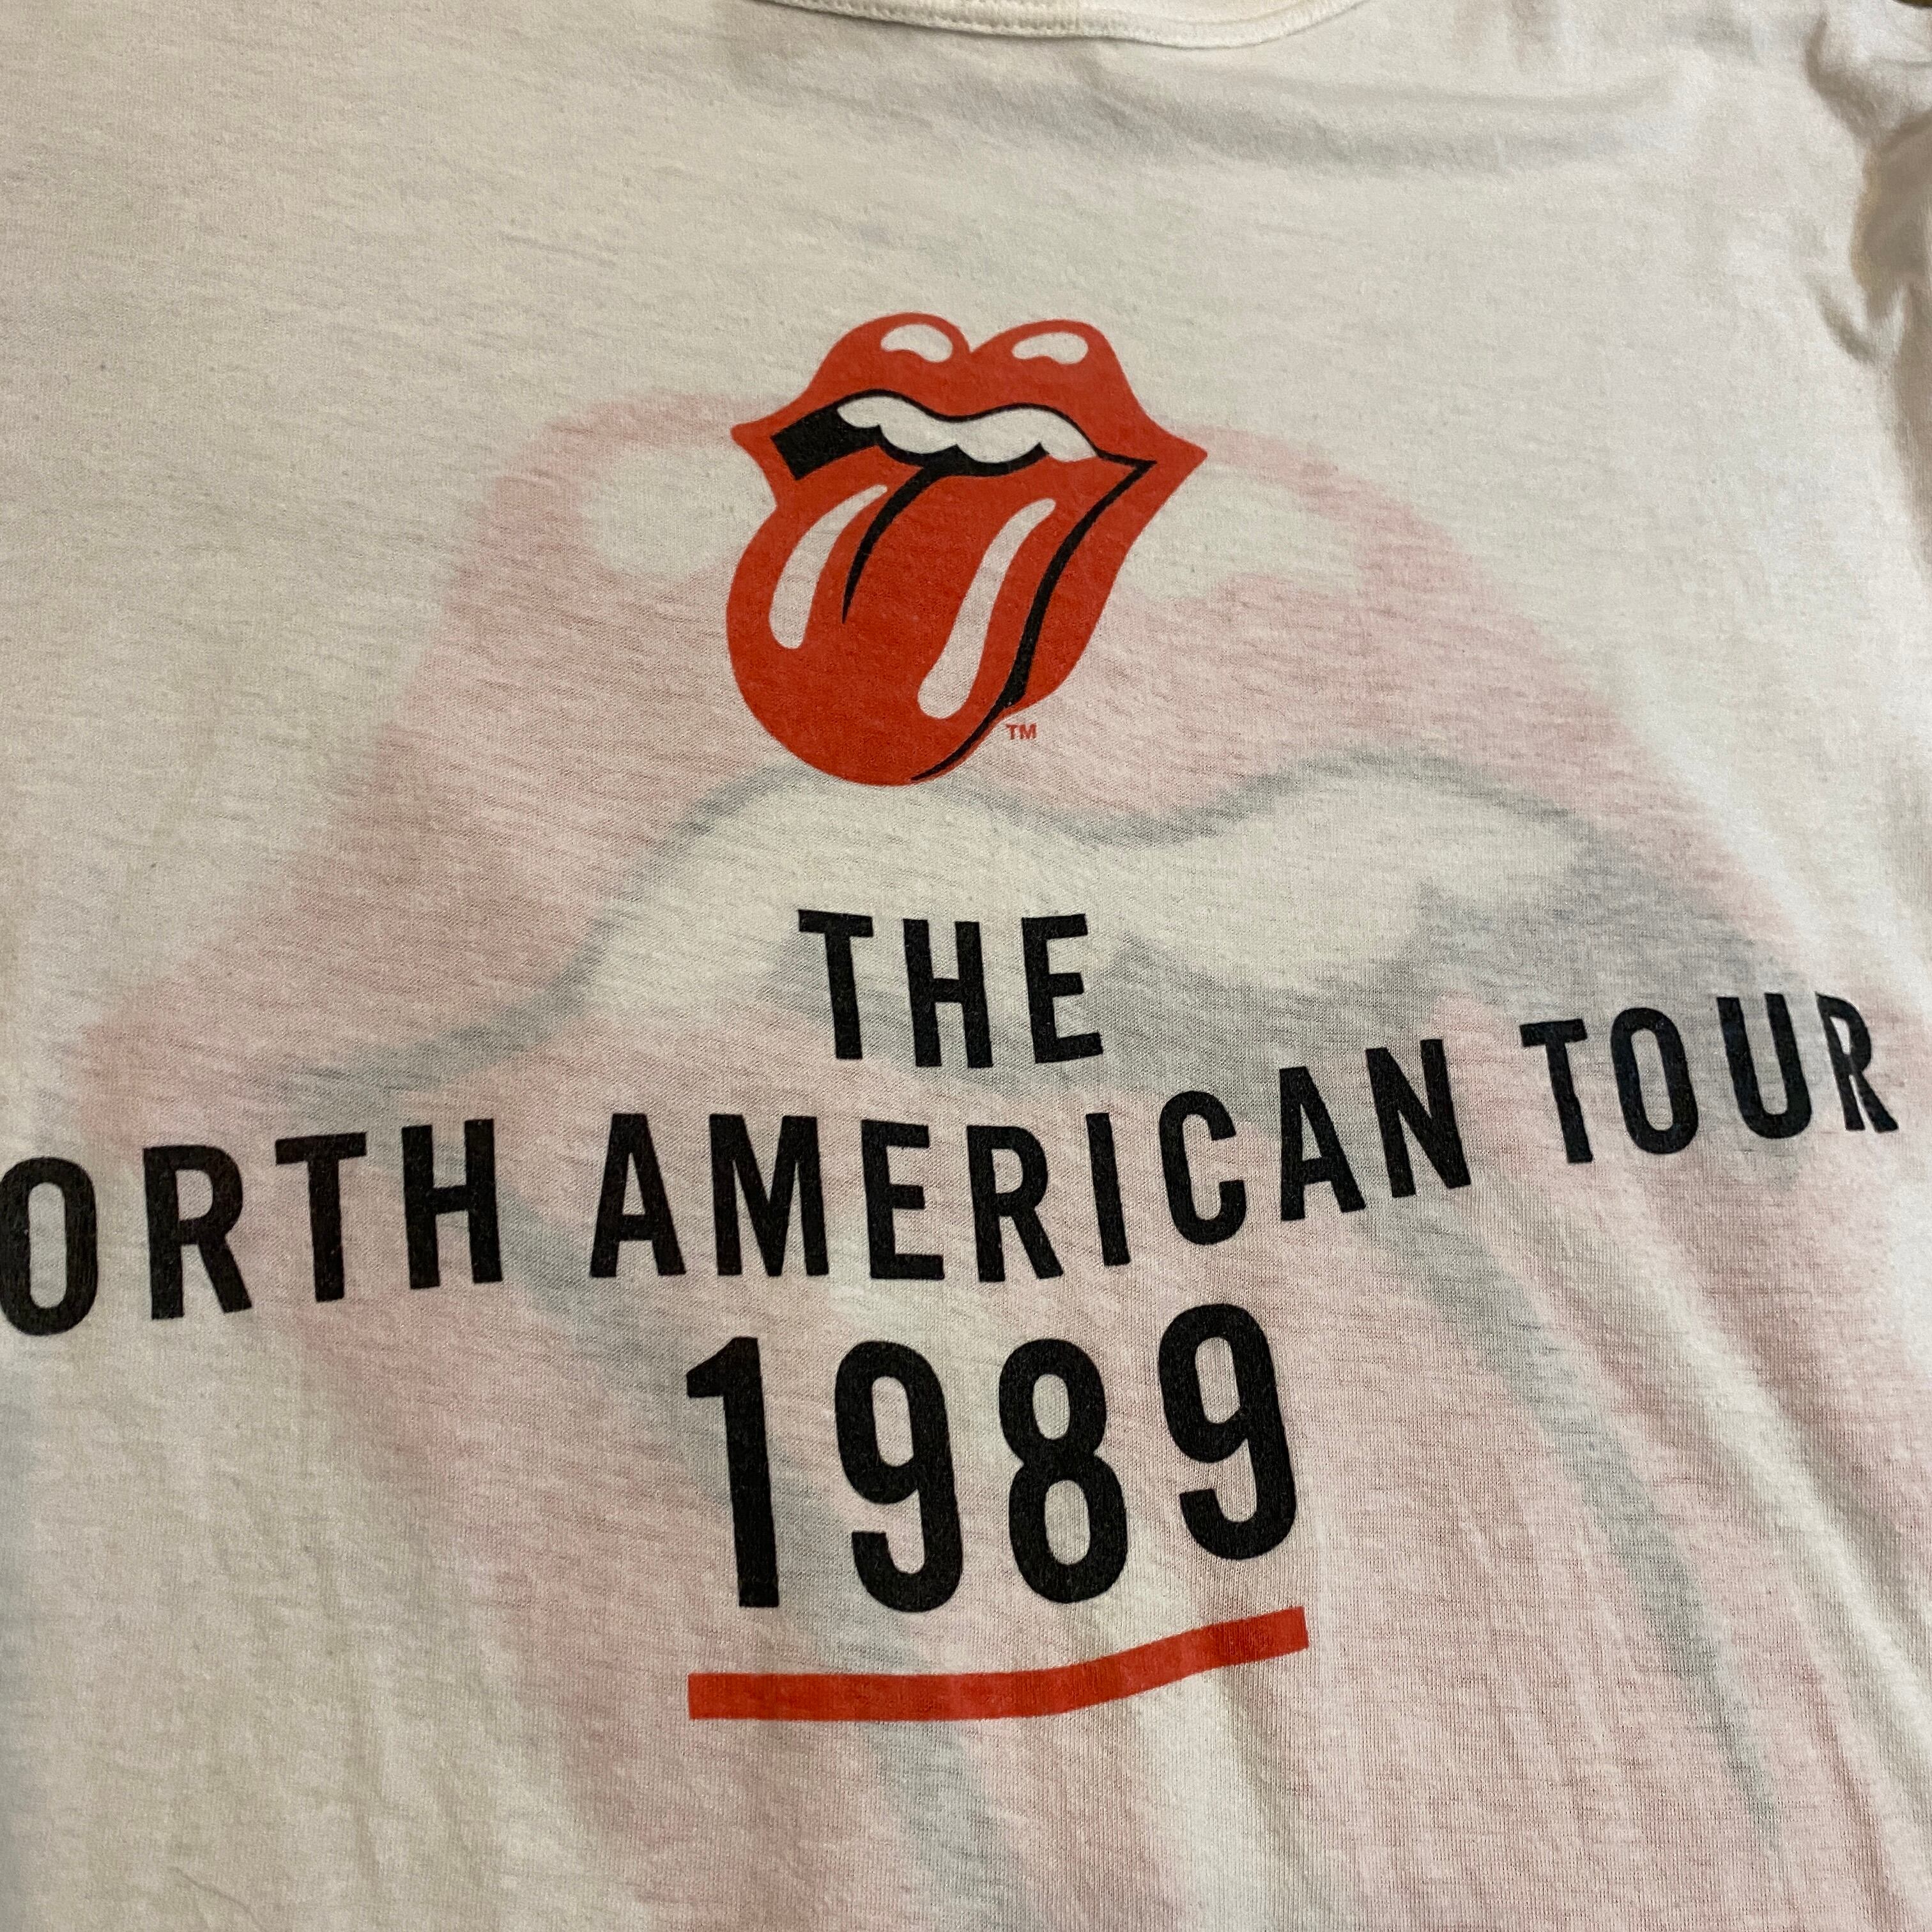 TM
THE
ORTH AMERICAN TOUR
1989